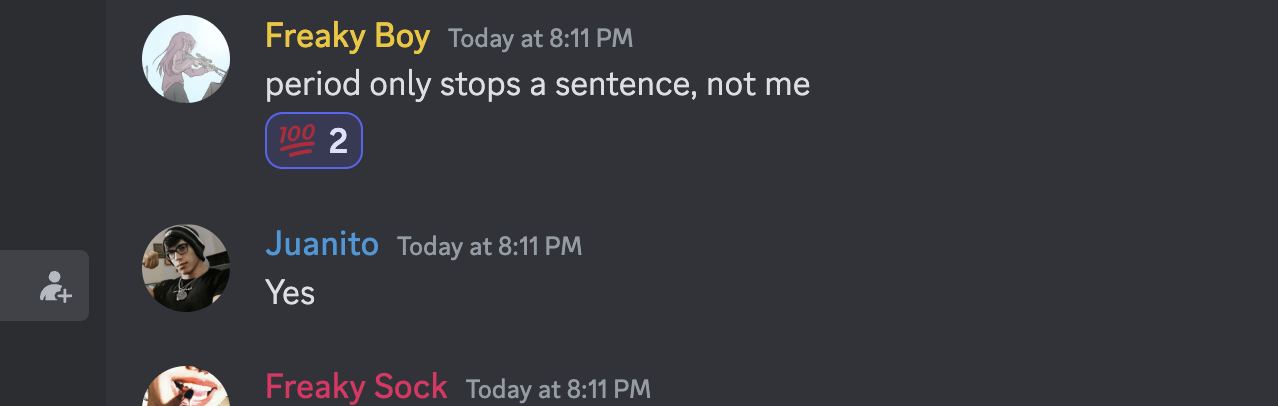 Freaky Boy Today at 8:11 PM
period only stops a sentence, not me
💯 2
Juanito Today at 8:11 PM
Yes
Freaky Sock Today at 8:11 PM